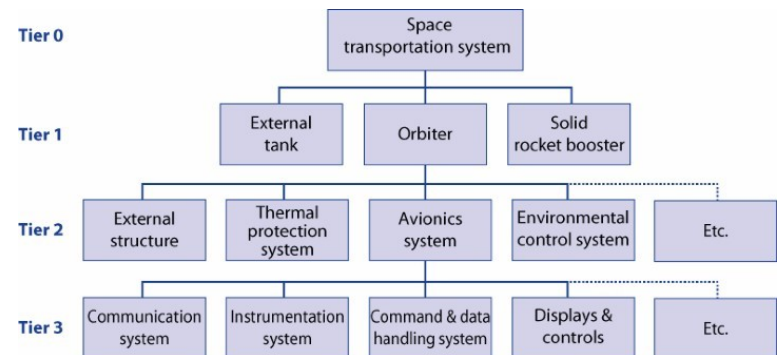 Tier 0
Space
transportation system
Tier 1
External
tank
Orbiter
Solid
rocket booster
Tier 2
External
structure
Thermal
protection
system
Avionics
system
Environmental
control system
Etc.
Tier 3
Communication
system
Instrumentation
system
Command & data
handling system
Displays &
controls
Etc.